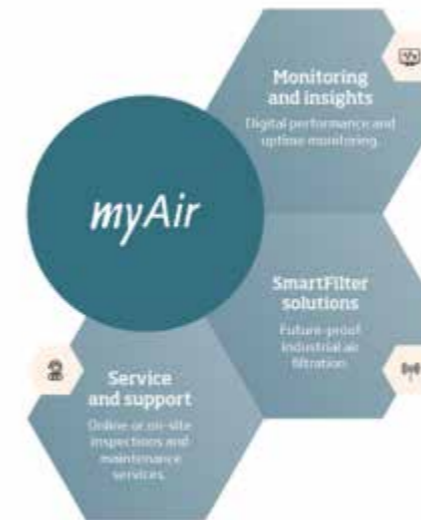 Monitoring
and insights
Digital performance and
uptime monitoring.
myAir
SmartFilter
solutions
Future-proof
industrial air
filtration
Service
and support
Online or on-site
inspections and
maintenance
services.